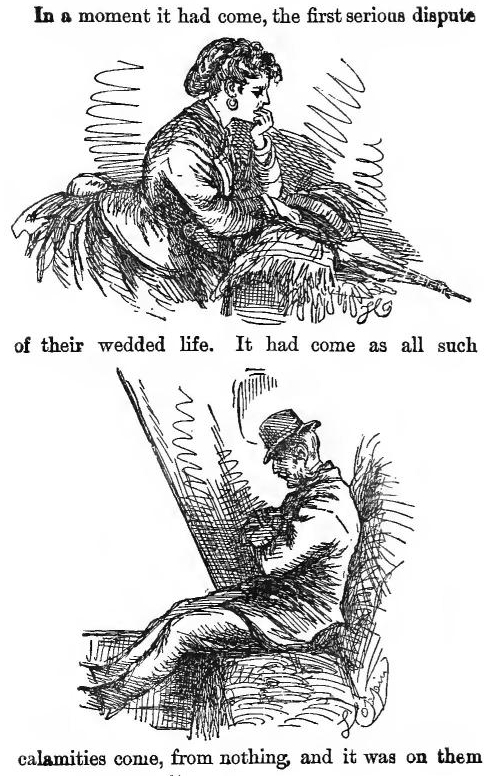 In a moment it had come, the first serious dispute
of their wedded life. It had come as all such
calamities come, from nothing, and it was on them